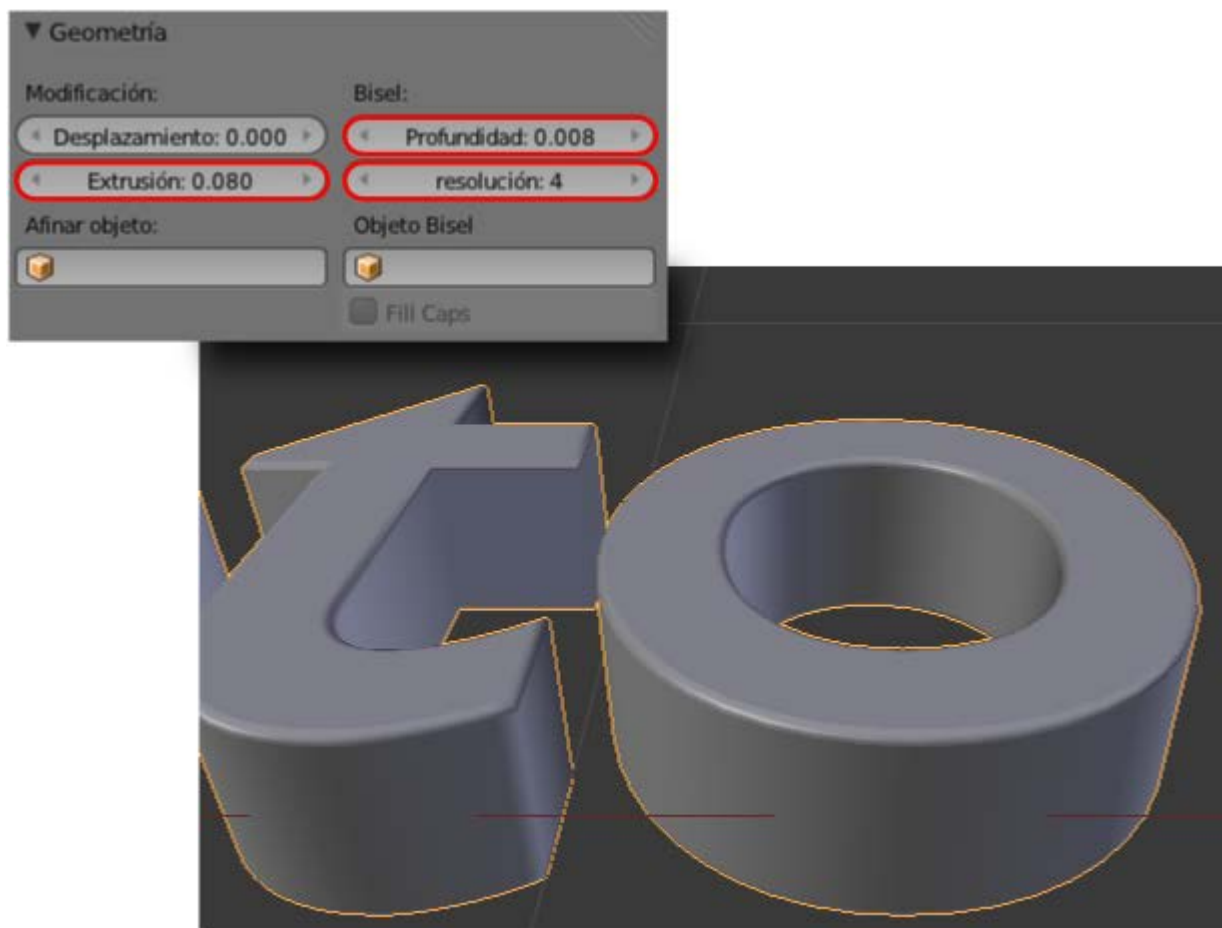 Geometría
Modificación: Bisel:
Desplazamiento: 0.000 Profundidad: 0.008
Extrusión: 0.080 resolución: 4
Afinar objeto: Objeto Bisel
Fill Caps
to